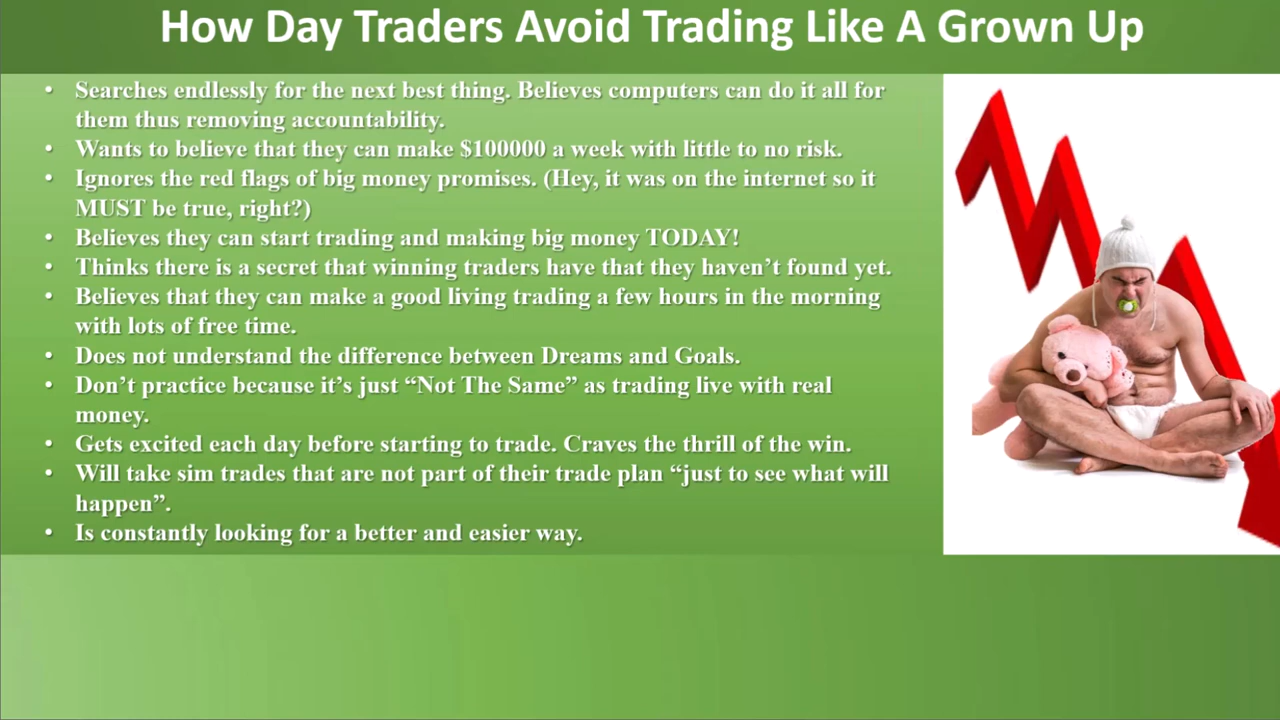 How Day Traders Avoid Trading Like A Grown Up
• Searches endlessly for the next best thing. Believes computers can do it all for
them thus removing accountability.
• Wants to believe that they can make $100000 a week with little to no risk.
• Ignores the red flags of big money promises. (Hey, it was on the internet so it
MUST be true, right?)
• Believes they can start trading and making big money TODAY!
• Thinks there is a secret that winning traders have that they haven’t found yet.
• Believes that they can make a good living trading a few hours in the morning
with lots of free time.
• Does not understand the difference between Dreams and Goals.
• Don’t practice because it’s just “Not The Same” as trading live with real
money.
• Gets excited each day before starting to trade. Craves the thrill of the win.
• Will take sim trades that are not part of their trade plan “just to see what will
happen”.
• Is constantly looking for a better and easier way.